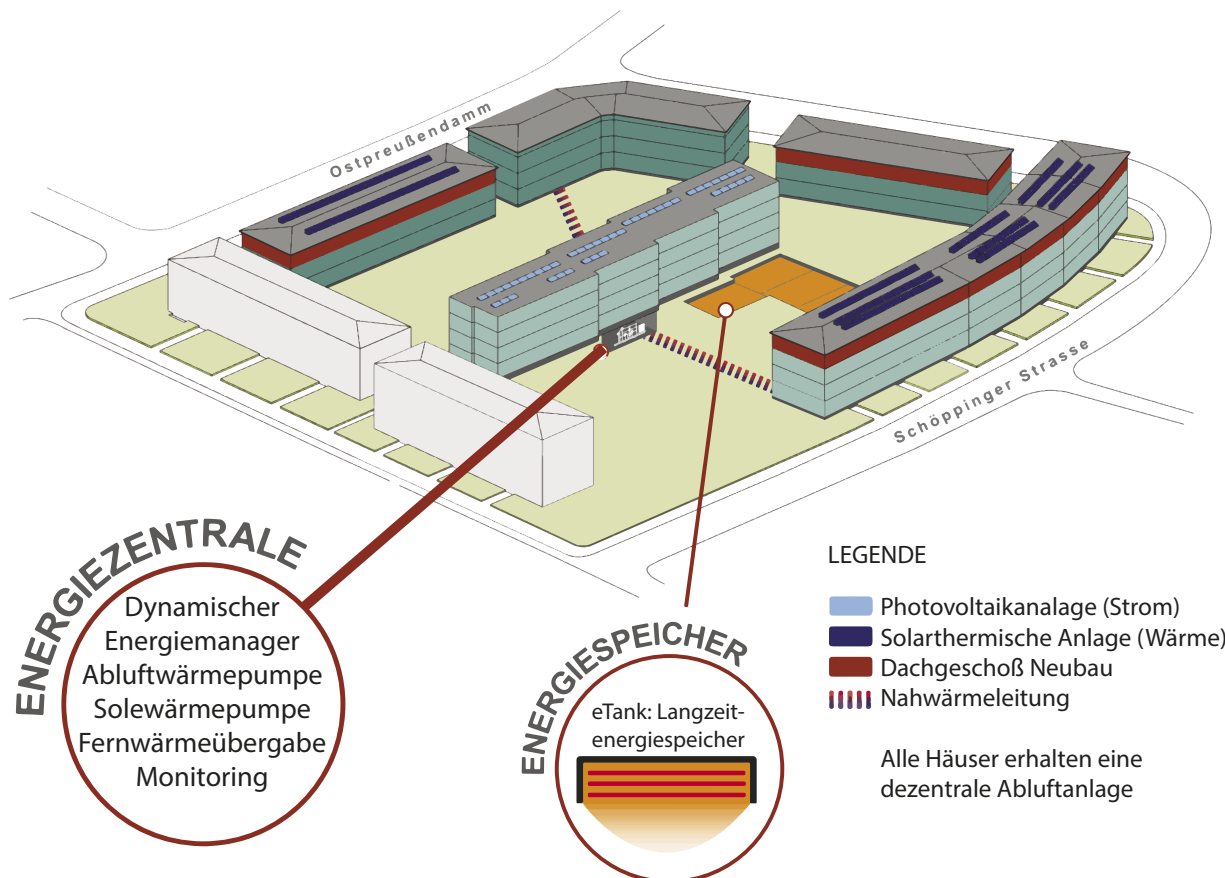 Ostpreußendamm
Schöppinger Strasse
ENERGIEZENTRALE
Dynamischer
Energiemanager
Abluftwärmepumpe
Solewärmepumpe
Fernwärmeübergabe
Monitoring
ENERGIESPEICHER
eTank: Langzeit-
energiespeicher
LEGENDE
Photovoltaikanalage (Strom)
Solarthermische Anlage (Wärme)
Dachgeschoß Neubau
Nahwärmeleitung
Alle Häuser erhalten eine
dezentrale Abluftanlage